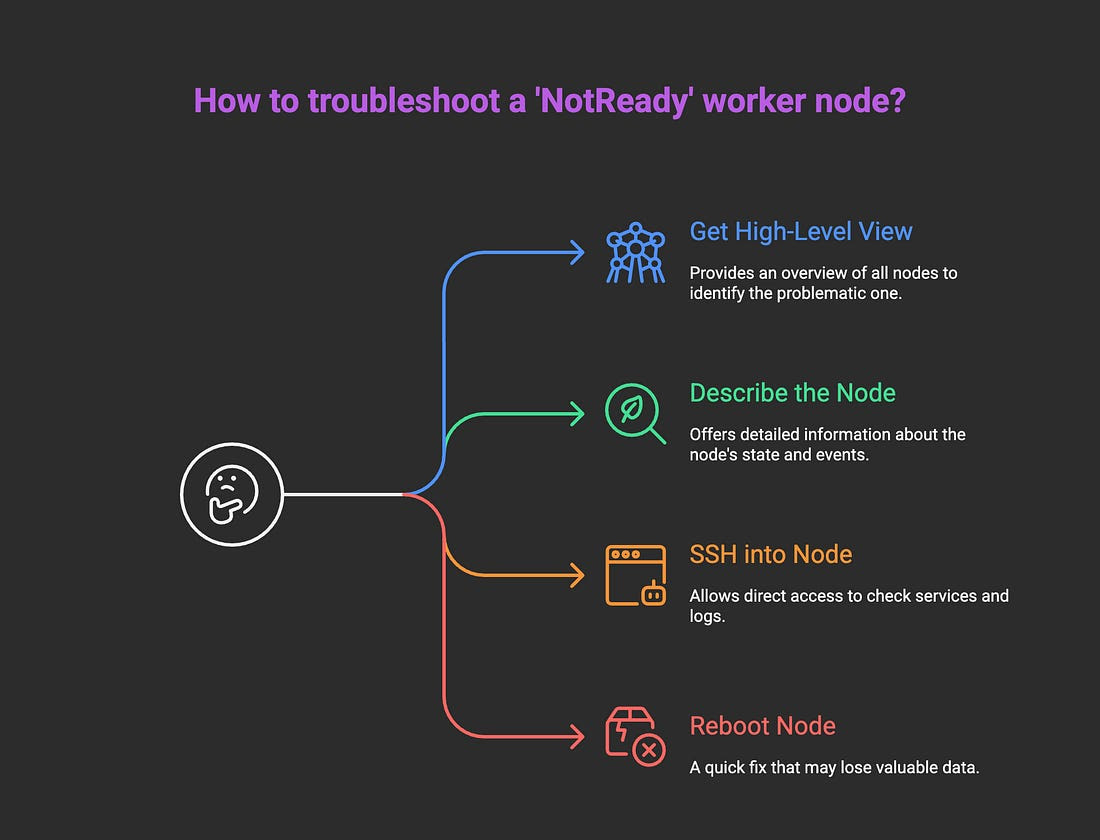 How to troubleshoot a 'NotReady' worker node?
Get High-Level View
Provides an overview of all nodes to
identify the problematic one.
Describe the Node
Offers detailed information about the
node's state and events.
SSH into Node
Allows direct access to check services and
logs.
Reboot Node
A quick fix that may lose valuable data.